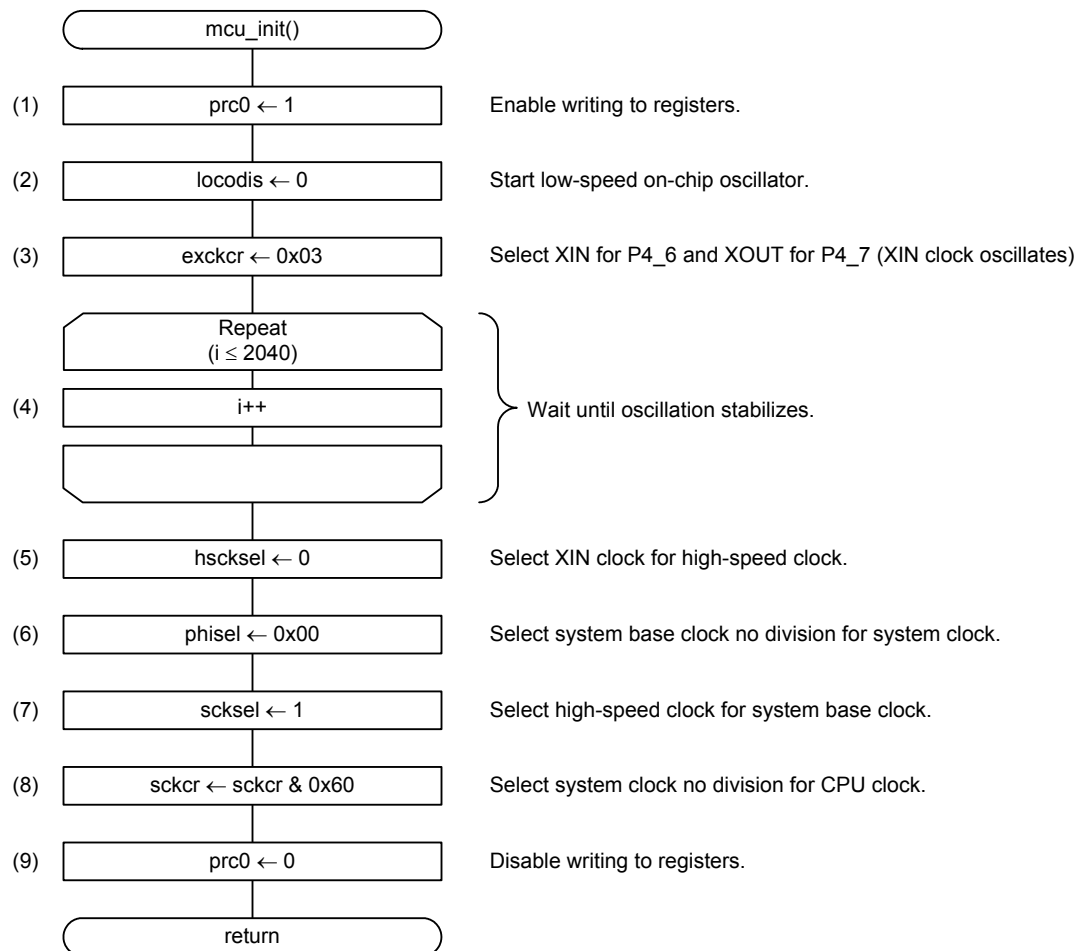 mcu_init()
(1) prc0 ← 1 Enable writing to registers.
(2) locodis ← 0 Start low-speed on-chip oscillator.
(3) exckcr ← 0x03 Select XIN for P4_6 and XOUT for P4_7 (XIN clock oscillates)
Repeat
(i ≤ 2040)
(4) i++ Wait until oscillation stabilizes.
(5) hscksel ← 0 Select XIN clock for high-speed clock.
(6) phisel ← 0x00 Select system base clock no division for system clock.
(7) scksel ← 1 Select high-speed clock for system base clock.
(8) sckcr ← sckcr & 0x60 Select system clock no division for CPU clock.
(9) prc0 ← 0 Disable writing to registers.
return